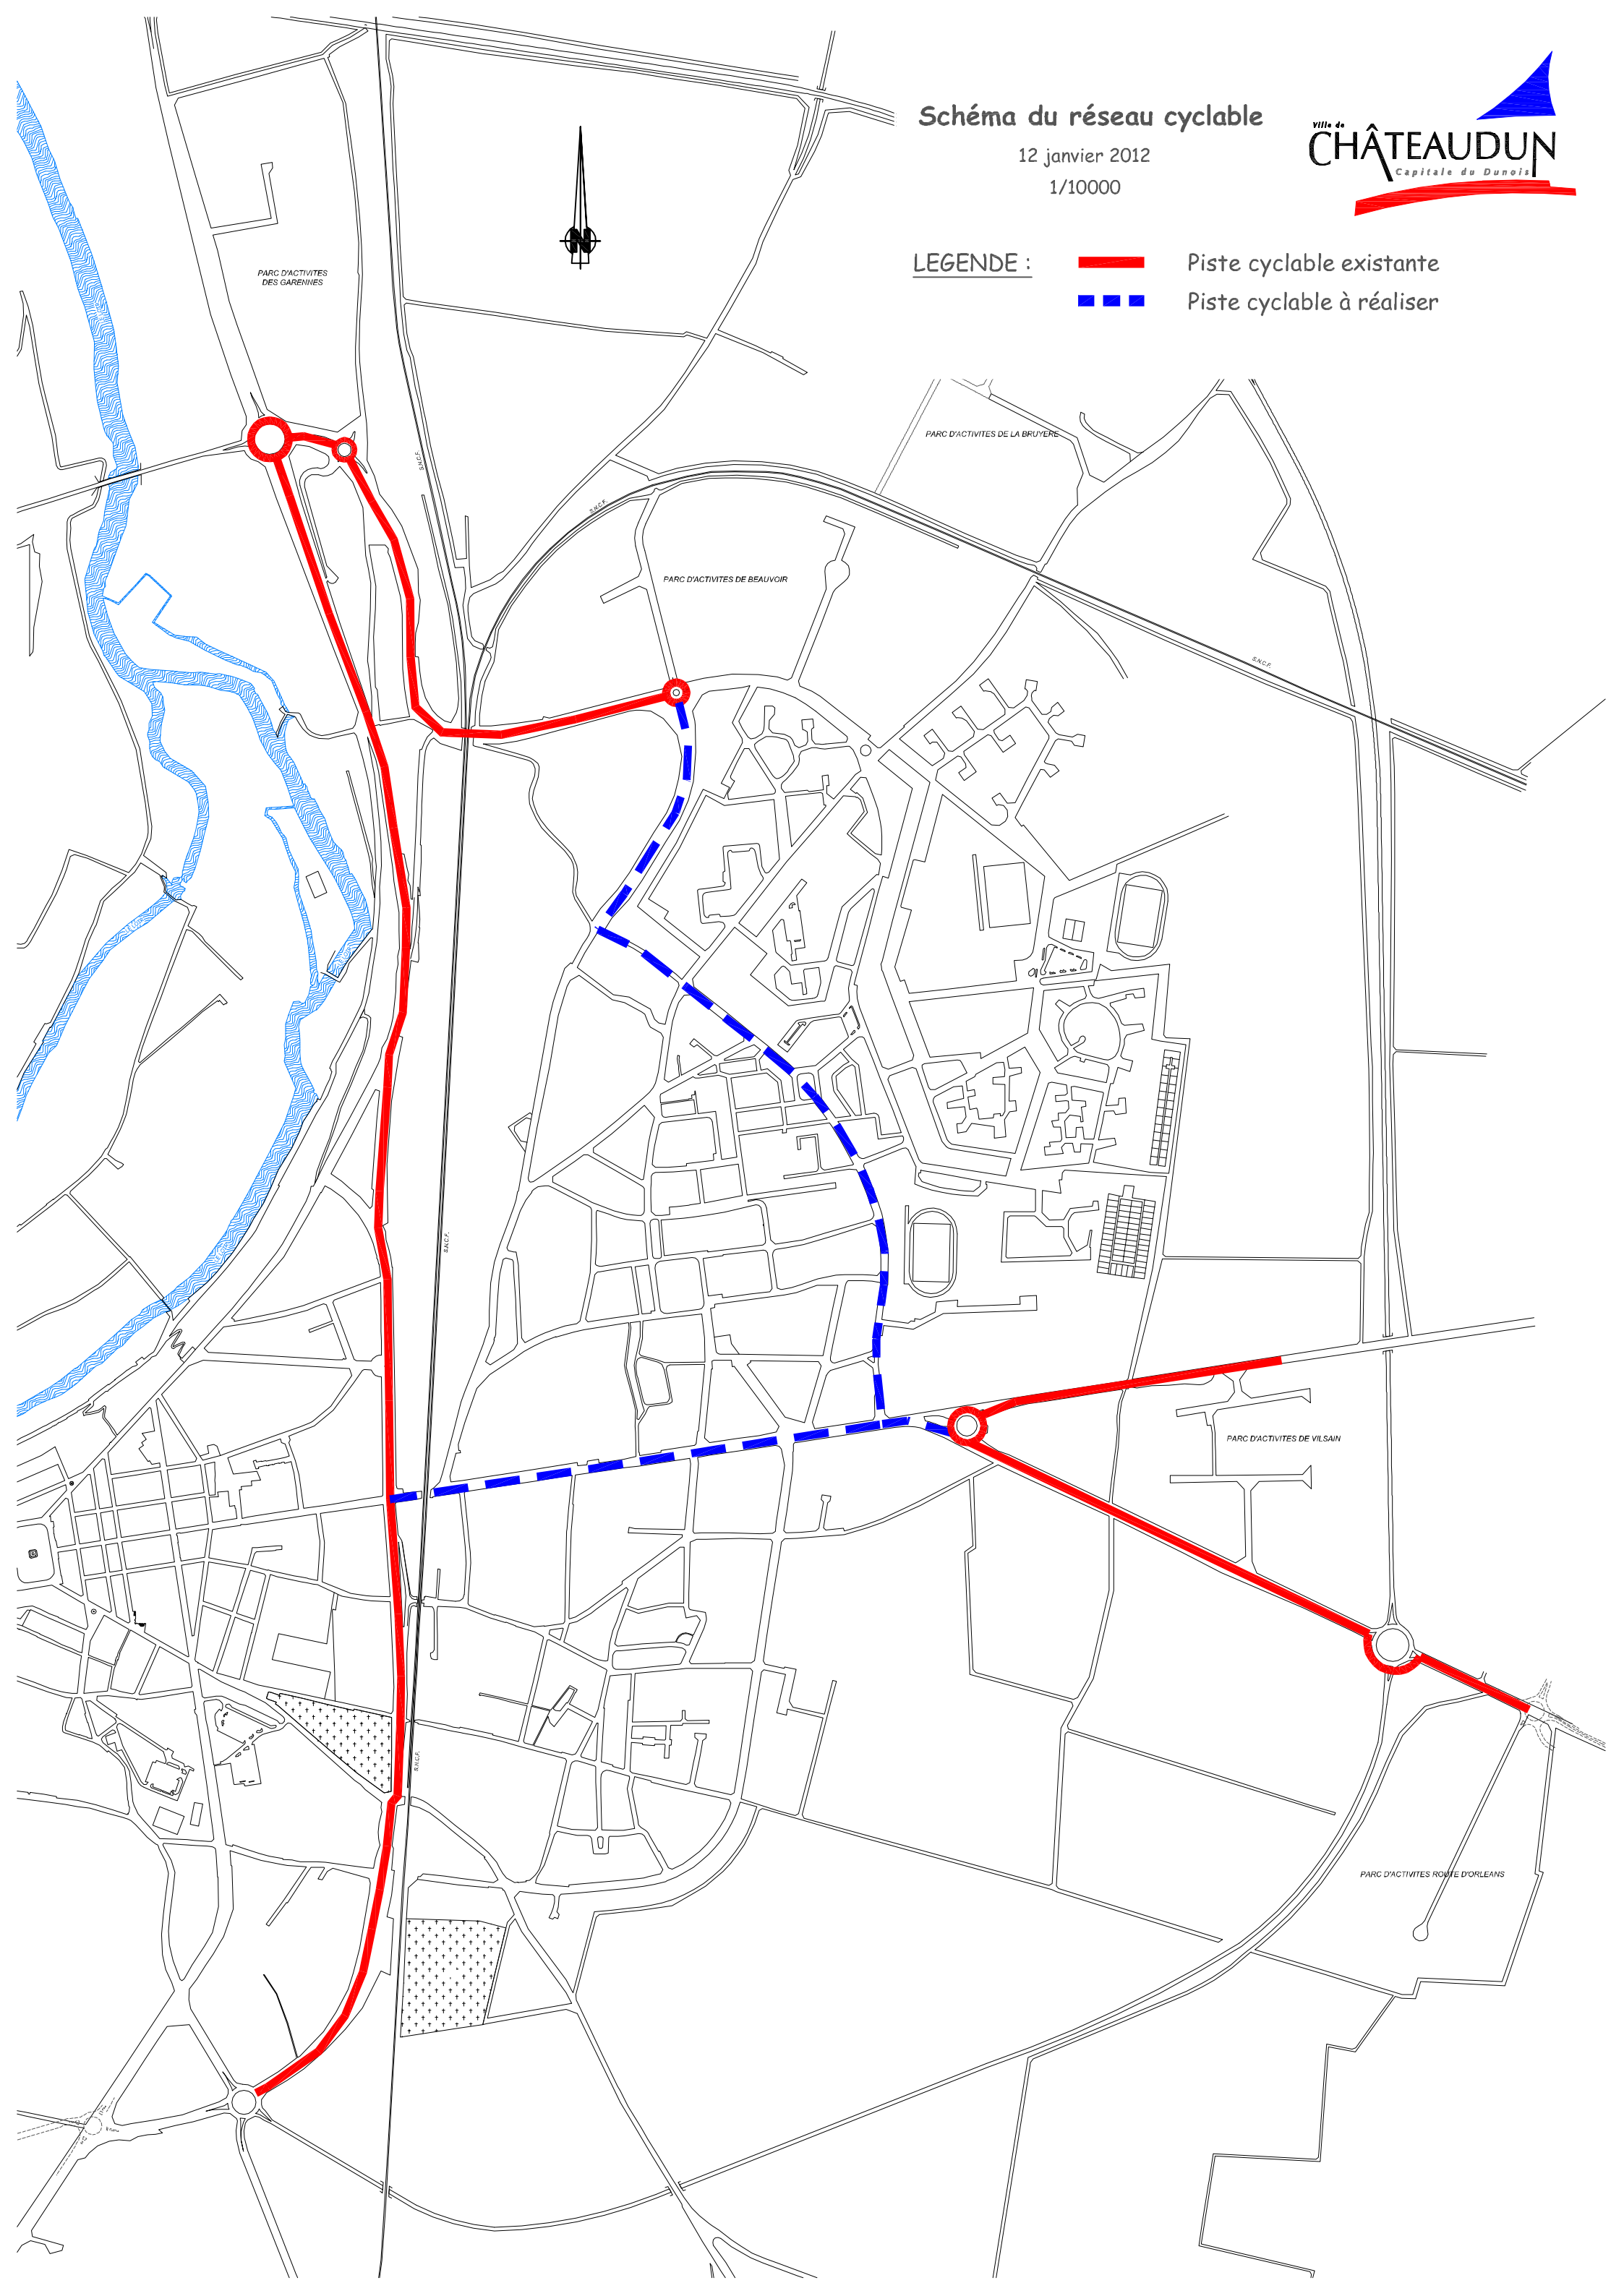 Schéma du réseau cyclable
12 janvier 2012
1/10000
Ville de
CHÂTEAUDUN
Capitale du Dunois
LEGENDE :
Piste cyclable existante
Piste cyclable à réaliser
PARC D'ACTIVITES
DES GARENNES
N
PARC D'ACTIVITES DE LA BRUYERE
S.N.C.F.
S.N.C.F.
PARC D'ACTIVITES DE BEAUVOIR
S.N.C.F.
S.N.C.F.
PARC D'ACTIVITES DE VILSAIN
S.N.C.F.
PARC D'ACTIVITES ROUTE D'ORLEANS